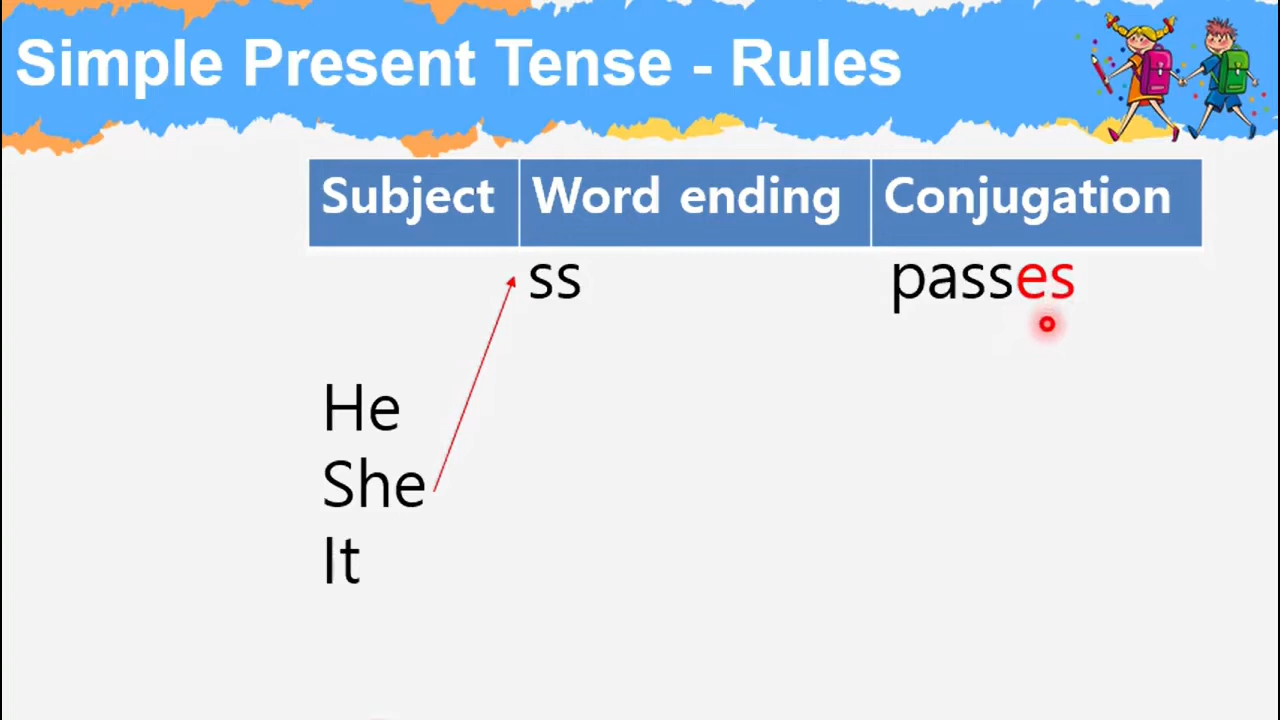 Simple Present Tense - Rules
Subject Word ending Conjugation
ss passes
He
She
It